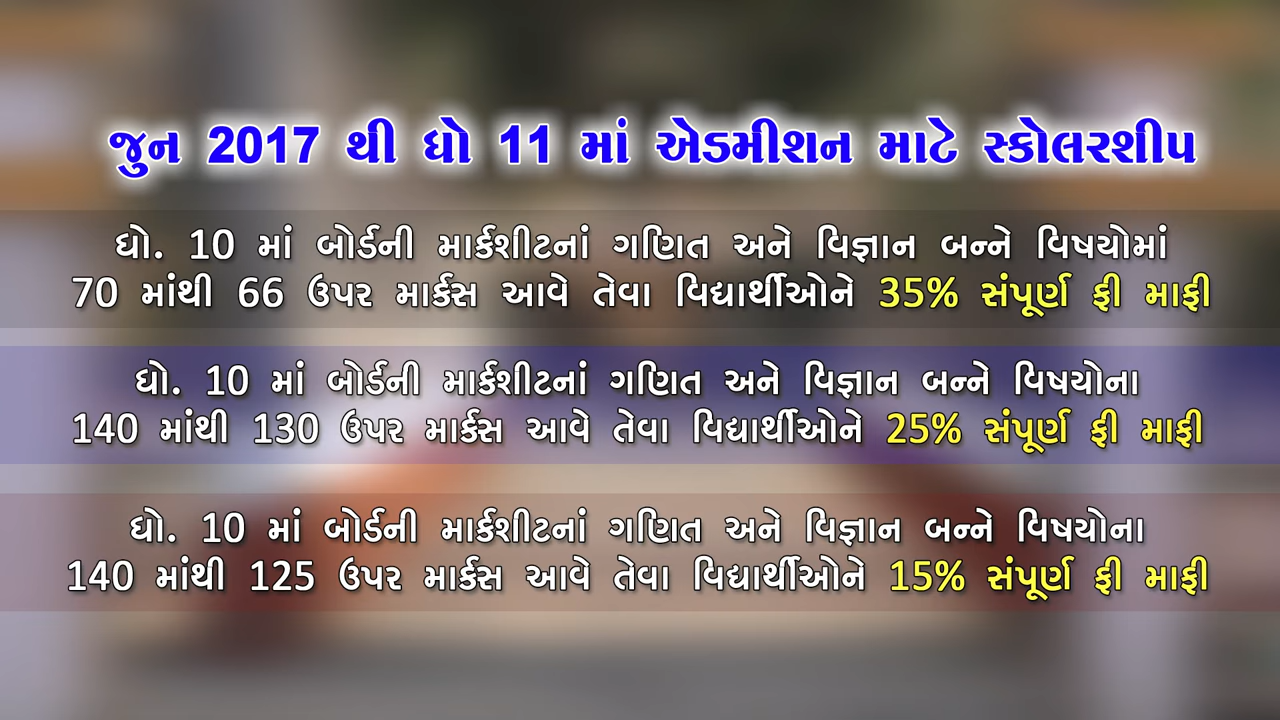 જુન 2017 થી ધો 11 માં એડમીશન માટે સ્કોલરશીપ
ધો. 10 માં બોર્ડની માર્કશીટનાં ગણિત અને વિજ્ઞાન બન્ને વિષયોમાં
70 માંથી 66 ઉપર માર્કસ આવે તેવા વિદ્યાર્થીઓને 35% સંપૂર્ણ ફી માફી
ધો. 10 માં બોર્ડની માર્કશીટનાં ગણિત અને વિજ્ઞાન બન્ને વિષયોના
140 માંથી 130 ઉપર માર્કસ આવે તેવા વિદ્યાર્થીઓને 25% સંપૂર્ણ ફી માફી
ધો. 10 માં બોર્ડની માર્કશીટનાં ગણિત અને વિજ્ઞાન બન્ને વિષયોના
140 માંથી 125 ઉપર માર્કસ આવે તેવા વિદ્યાર્થીઓને 15% સંપૂર્ણ ફી માફી